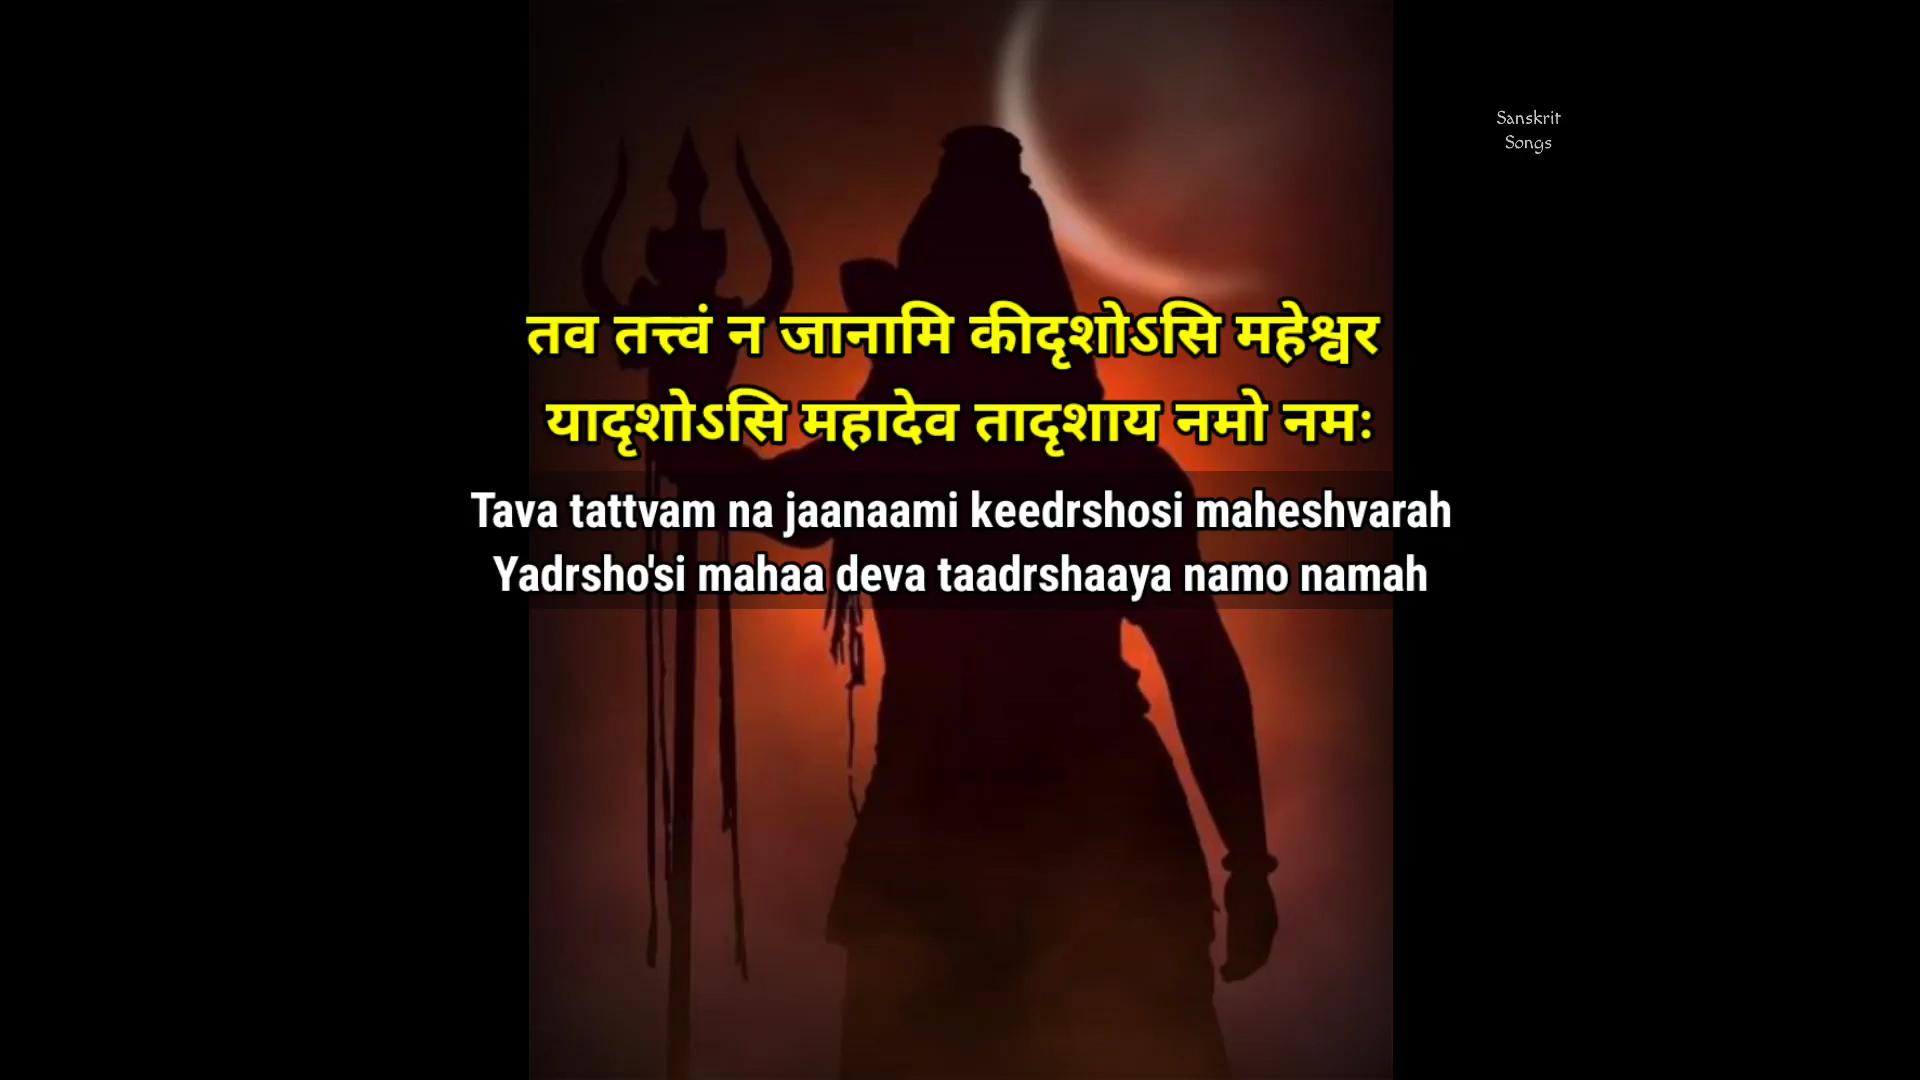 Sanskrit
Songs
तव तत्त्वं न जानामि कीदृशोऽसि महेश्वर
यादृशोऽसि महादेव तादृशाय नमो नमः
Tava tattvam na jaanaami keedrshosi maheshvarah
Yadrsho'si mahaa deva taadrshaaya namo namah